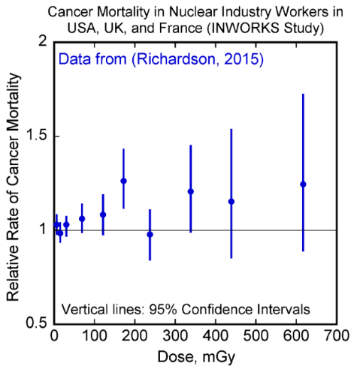 Cancer Mortality in Nuclear Industry Workers in
USA, UK, and France (INWORKS Study)
2
Data from (Richardson, 2015)
1.5
Relative Rate of Cancer Mortality
1
Vertical lines: 95% Confidence Intervals
0.5
0 100 200 300 400 500 600 700
Dose, mGy